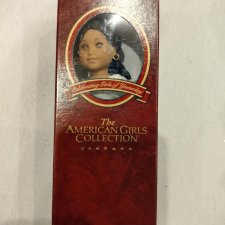 Celebrating Girls of Yesterday
The
AMERICAN GIRLS
COLLECTION